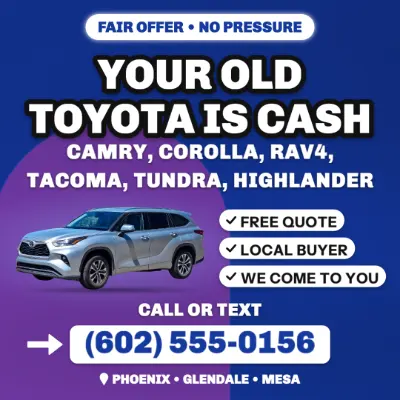 FAIR OFFER • NO PRESSURE
YOUR OLD
TOYOTA IS CASH
CAMRY, COROLLA, RAV4,
TACOMA, TUNDRA, HIGHLANDER
FREE QUOTE
LOCAL BUYER
WE COME TO YOU
CALL OR TEXT
(602) 555-0156
PHOENIX • GLENDALE • MESA